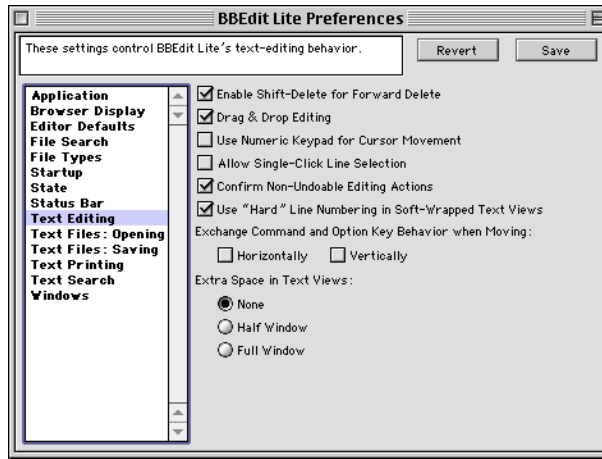 BBEdit Lite Preferences
These settings control BBEdit Lite's text-editing behavior.
Revert
Save
Application
Browser Display
Editor Defaults
File Search
File Types
Startup
State
Status Bar
Text Editing
Text Files: Opening
Text Files: Saving
Text Printing
Text Search
Windows
Enable Shift-Delete for Forward Delete
Drag & Drop Editing
Use Numeric Keypad for Cursor Movement
Allow Single-Click Line Selection
Confirm Non-Undoable Editing Actions
Use "Hard" Line Numbering in Soft-Wrapped Text Views
Exchange Command and Option Key Behavior when Moving:
Horizontally Vertically
Extra Space in Text Views:
None
Half Window
Full Window